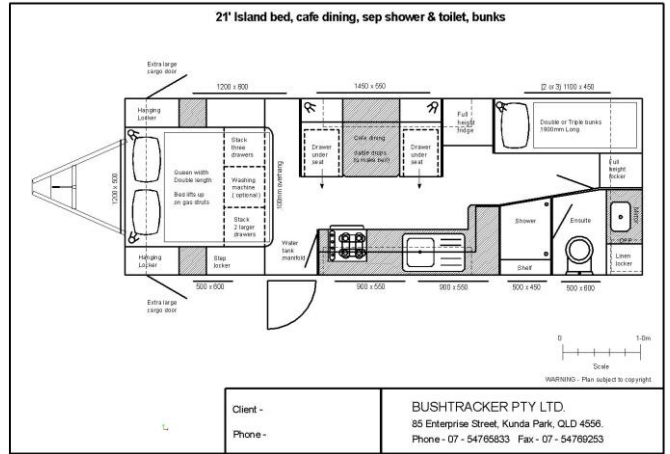 21' Island bed, cafe dining, sep shower & toilet, bunks
Extra large
cargo door
1200 x 600
1450 x 550
(2 or 3) 1100 x 450
Hanging
Locker
Stack
three
drawers
Queen width
Double length
Bed lifts up
on gas struts
Washing
machine
( optional )
Stack
2 larger
drawers
1200 x 500
100mm overhang
Drawer
under
seat
Cafe dining
(table drops
to make bed)
Drawer
under
seat
Full
height
fridge
Double or Triple bunks
1800mm Long
Full
height
locker
Hanging
Locker
Step
locker
Water
tank
manifold
Shower
Shelf
Ensuite
Mirror
Linen
locker
Extra large
cargo door
500 x 600
900 x 550
900 x 550
500 x 450
500 x 600
0
1-0m
Scale
WARNING - Plan subject to copyright
Client -
Phone -
BUSHTRACKER PTY LTD.
85 Enterprise Street, Kunda Park, QLD 4556.
Phone - 07 - 54765833 Fax - 07 - 54769253